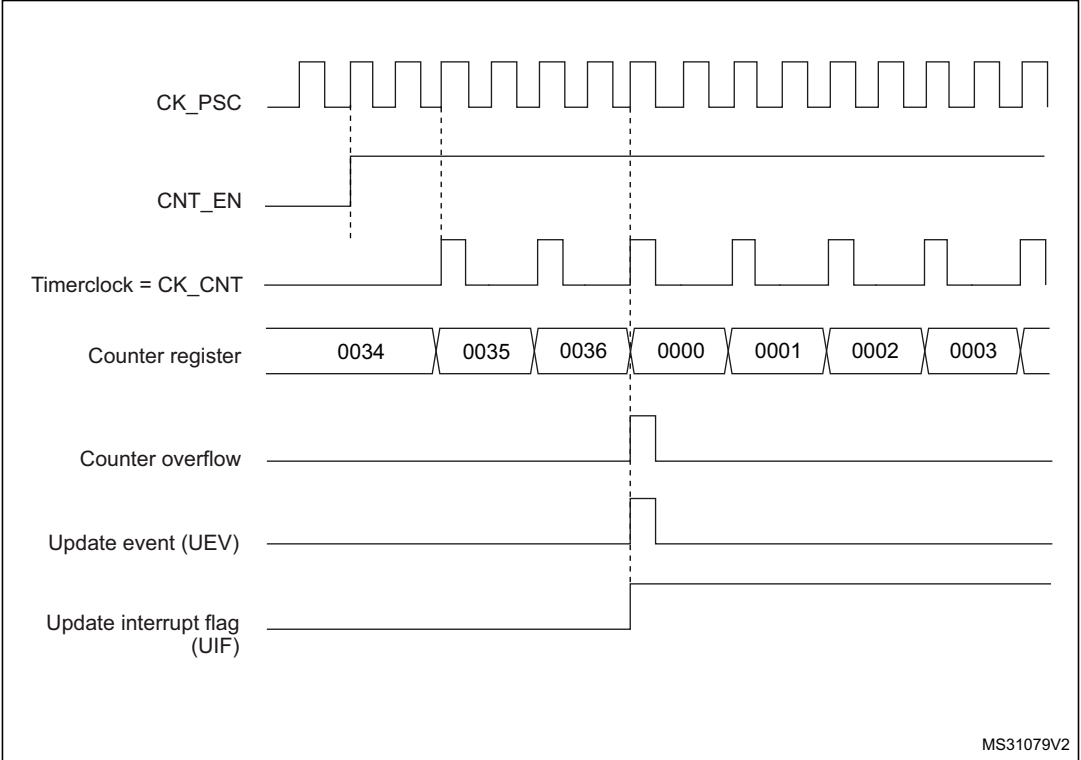 CK_PSC
CNT_EN
Timerclock = CK_CNT
Counter register
0034 0035 0036 0000 0001 0002 0003
Counter overflow
Update event (UEV)
Update interrupt flag
(UIF)
MS31079V2